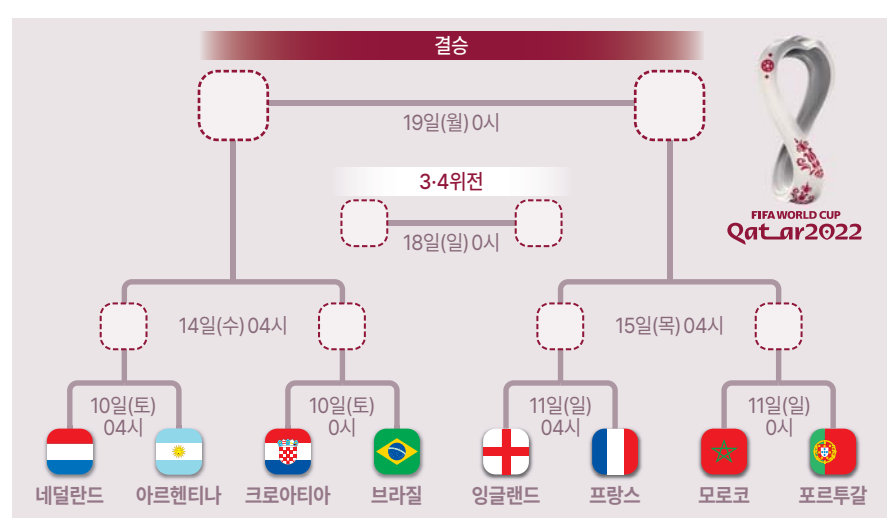 결승
19일(월) 0시
3·4위전
18일(일) 0시
FIFA WORLD CUP
Qatar2022
14일(수) 04시
15일(목) 04시
10일(토)
04시
10일(토)
0시
11일(일)
04시
11일(일)
0시
네덜란드
아르헨티나
크로아티아
브라질
잉글랜드
프랑스
모로코
포르투갈